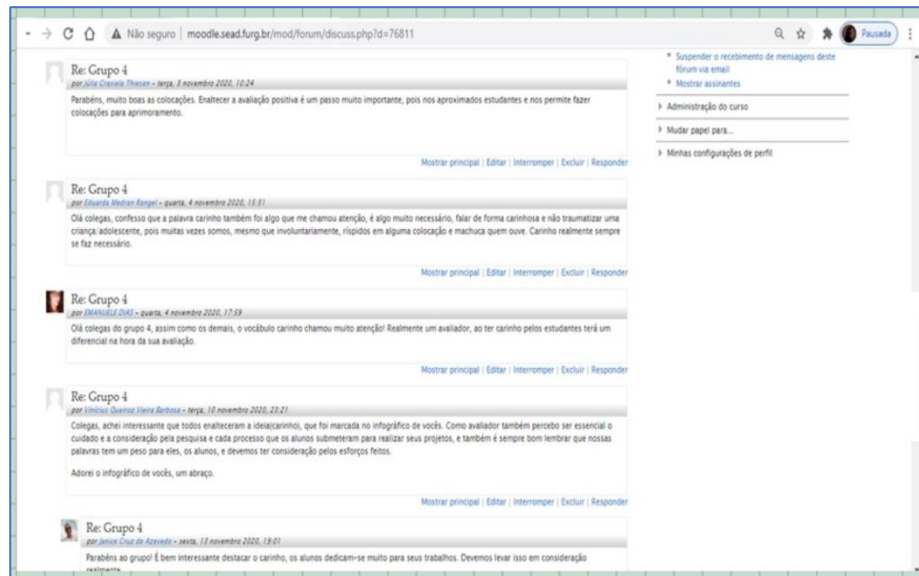 Não seguro | moodle.sead.furg.br/mod/forum/discuss.php?d=76811
Pausada
Re: Grupo 4
por Júlia Graviela Thiesen - terça, 3 novembro 2020, 10:24
Parabéns, muito boas as colocações. Enaltecer a avaliação positiva é um passo muito importante, pois nos aproximados estudantes e nos permite fazer
colocações para aprimoramento.
Mostrar principal | Editar | Interromper | Excluir | Responder
Re: Grupo 4
por Eduarda Medran Rangel - quarta, 4 novembro 2020, 15:31
Olá colegas, confesso que a palavra carinho também foi algo que me chamou atenção, é algo muito necessário, falar de forma carinhosa e não traumatizar uma
criança/adolescente, pois muitas vezes somos, mesmo que involuntariamente, ríspidos em alguma colocação e machuca quem ouve. Carinho realmente sempre
se faz necessário.
Mostrar principal | Editar | Interromper | Excluir | Responder
Re: Grupo 4
por EMANUELE DIAS - quarta, 4 novembro 2020, 17:59
Olá colegas do grupo 4, assim como os demais, o vocábulo carinho chamou muito atenção! Realmente um avaliador, ao ter carinho pelos estudantes terá um
diferencial na hora da sua avaliação.
Mostrar principal | Editar | Interromper | Excluir | Responder
Re: Grupo 4
por Vinícius Queiroz Vieira Barbosa - terça, 10 novembro 2020, 23:21
Colegas, achei interessante que todos enalteceram a ideia(carinho), que foi marcada no infográfico de vocês. Como avaliador também percebo ser essencial o
cuidado e a consideração pela pesquisa e cada processo que os alunos submeteram para realizar seus projetos, e também é sempre bom lembrar que nossas
palavras tem um peso para eles, os alunos, e devemos ter consideração pelos esforços feitos.
Adorei o infográfico de vocês, um abraço.
Mostrar principal | Editar | Interromper | Excluir | Responder
Re: Grupo 4
por Janice Cruz de Azevedo - sexta, 13 novembro 2020, 19:01
Parabéns ao grupo! É bem interessante destacar o carinho, os alunos dedicam-se muito para seus trabalhos. Devemos levar isso em consideração
realmente
Suspender o recebimento de mensagens deste
fórum via email
Mostrar assinantes
Administração do curso
Mudar papel para...
Minhas configurações de perfil